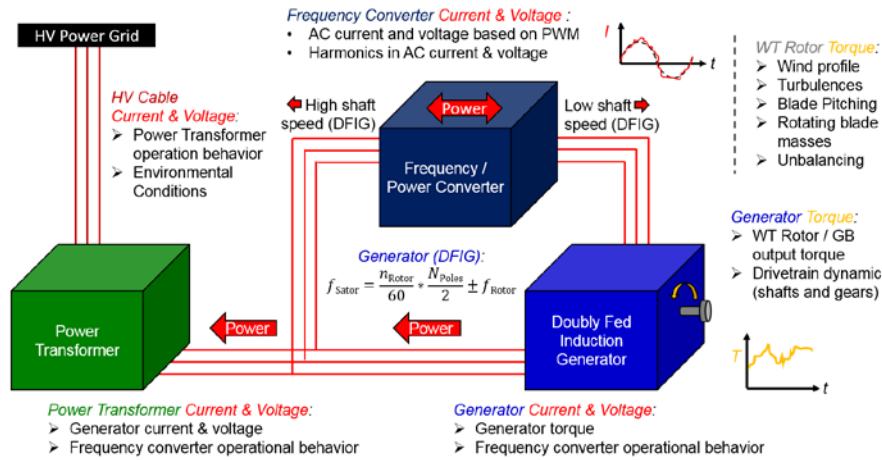 HV Power Grid
Frequency Converter Current & Voltage :
• AC current and voltage based on PWM
• Harmonics in AC current & voltage
I
t
WT Rotor Torque:
➢ Wind profile
➢ Turbulences
➢ Blade Pitching
➢ Rotating blade
masses
➢ Unbalancing
HV Cable
Current & Voltage:
➢ Power Transformer
operation behavior
➢ Environmental
Conditions
High shaft
speed (DFIG)
Power
Low shaft
speed (DFIG)
Frequency /
Power Converter
Generator Torque:
➢ WT Rotor / GB
output torque
➢ Drivetrain dynamic
(shafts and gears)
Generator (DFIG):
f_Sator = n_Rotor/60 * N_Poles/2 ± f_Rotor
Power
Transformer
Power
Power
Doubly Fed
Induction
Generator
T
t
Power Transformer Current & Voltage:
➢ Generator current & voltage
➢ Frequency converter operational behavior
Generator Current & Voltage:
➢ Generator torque
➢ Frequency converter operational behavior